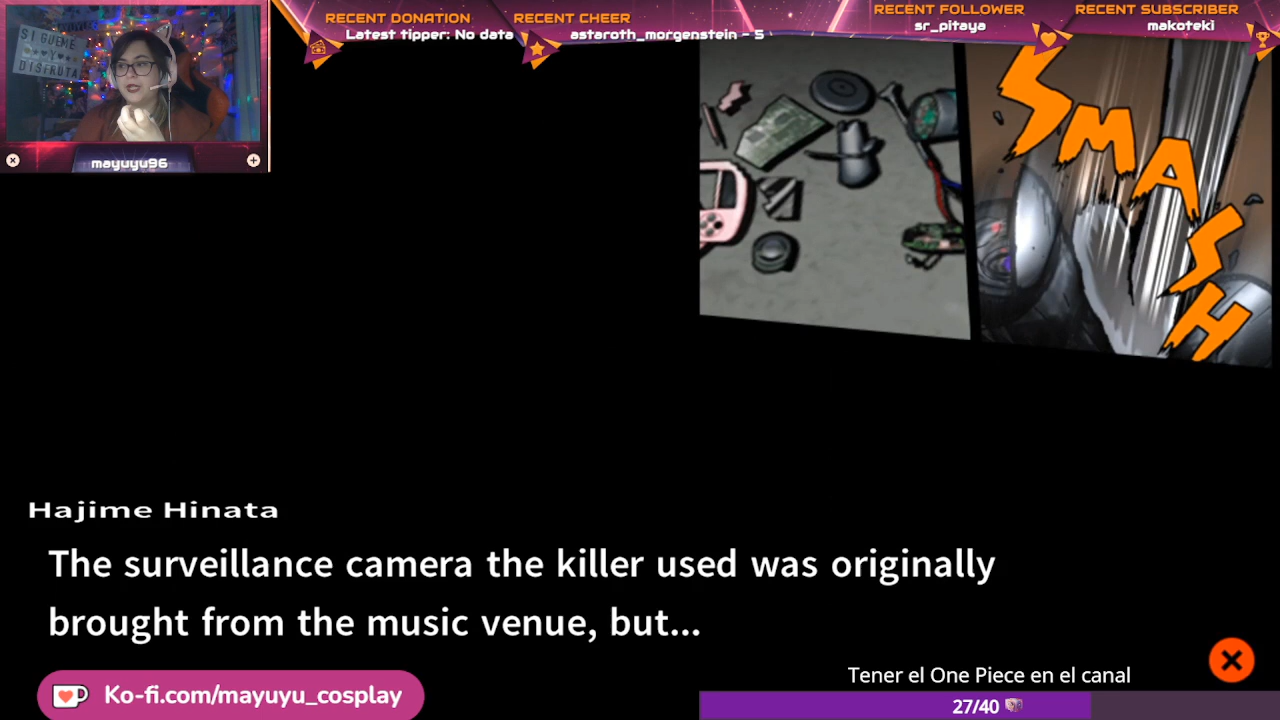 SIGUEME
Y
DISFRUTA
mayuyu96
RECENT DONATION
Latest tipper: No data
RECENT CHEER
astaroth_morgenstein - 5
RECENT FOLLOWER
sr_pitaya
RECENT SUBSCRIBER
makoteki
SMASH
Hajime Hinata
The surveillance camera the killer used was originally
brought from the music venue, but...
Ko-fi.com/mayuyu_cosplay
Tener el One Piece en el canal
27/40